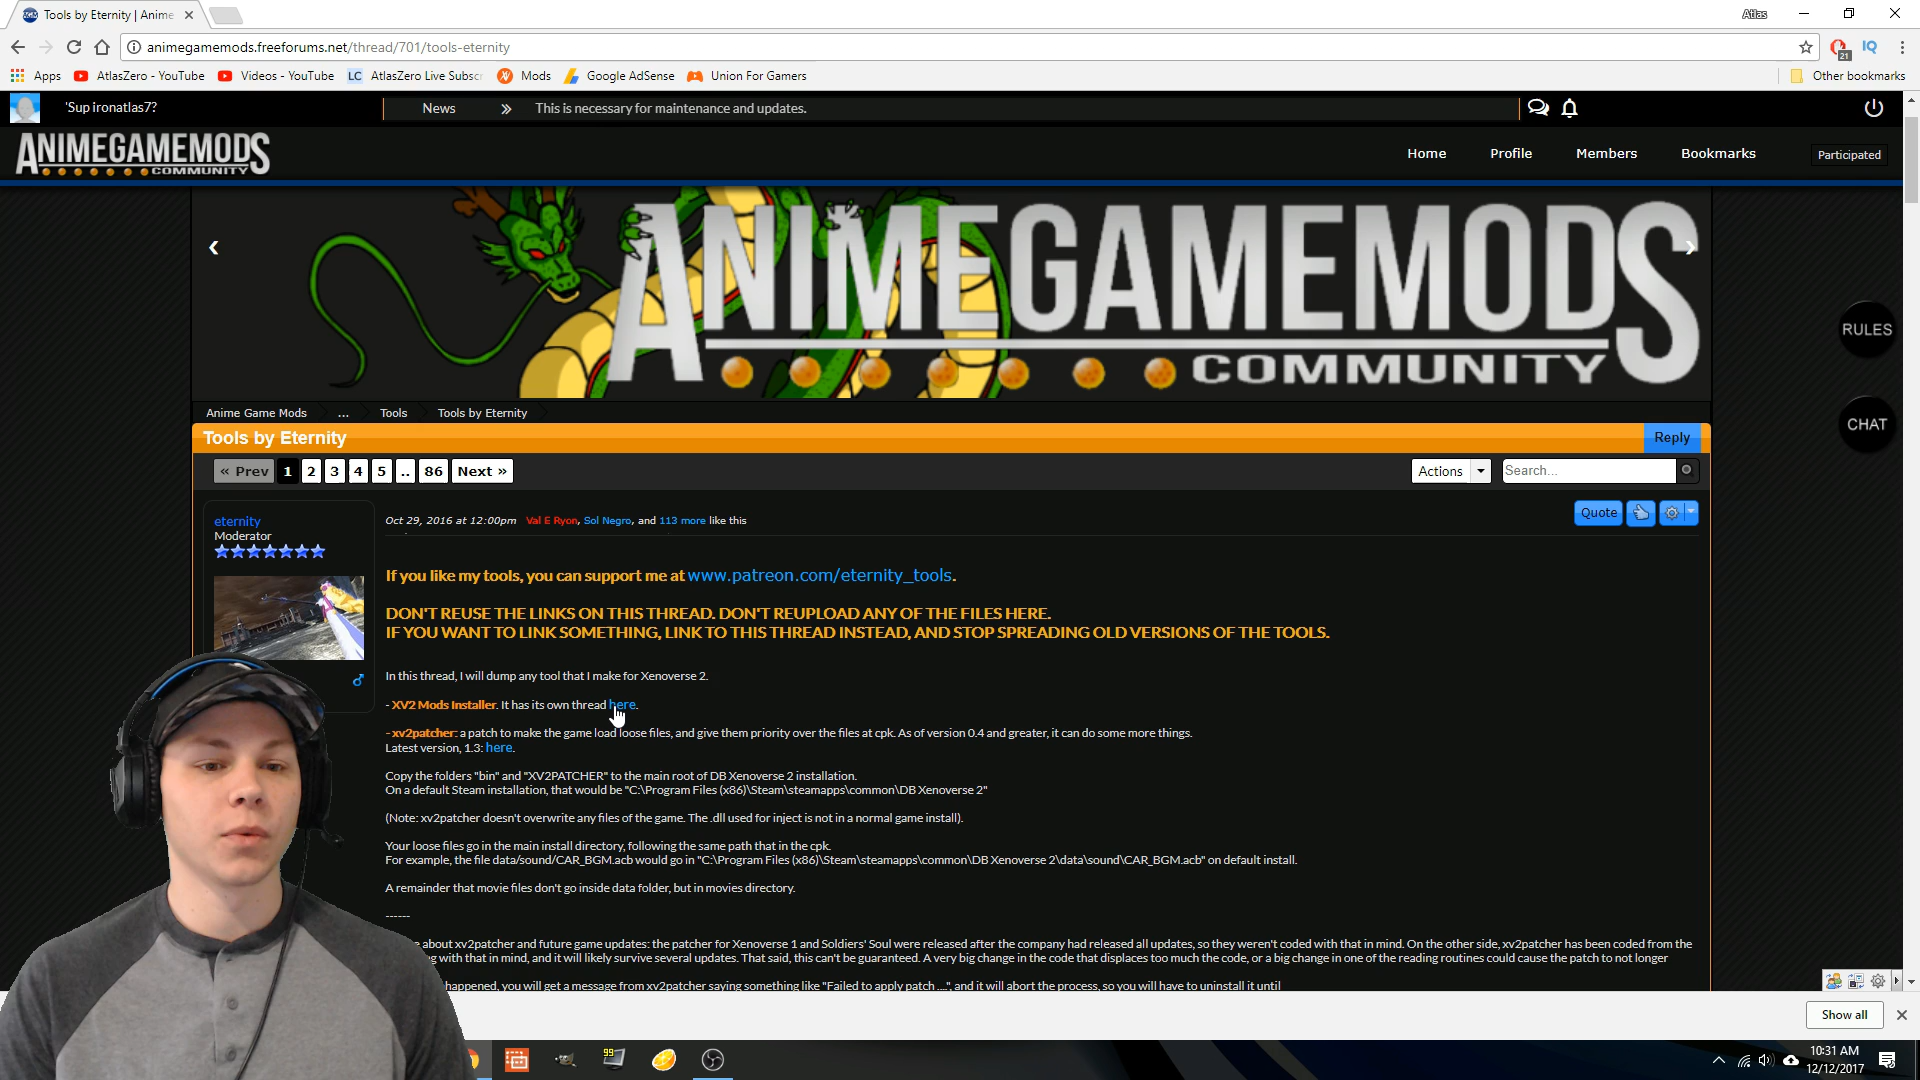 Tools by Eternity | Anime
Atlas
animegamemods.freeforums.net/thread/701/tools-eternity
21
IQ
Apps
AtlasZero - YouTube
Videos - YouTube
LC AtlasZero Live Subsc
Mods
Google AdSense
Union For Gamers
Other bookmarks
'Sup ironatlas7?
News » This is necessary for maintenance and updates.
ANIMEGAMEMODS
COMMUNITY
Home
Profile
Members
Bookmarks
Participated
ANIMEGAMEMODS
COMMUNITY
RULES
CHAT
Anime Game Mods
...
Tools
Tools by Eternity
Tools by Eternity
Reply
« Prev 1 2 3 4 5 .. 86 Next »
Actions
Search...
eternity
Moderator
Oct 29, 2016 at 12:00pm Val E Ryon, Sol Negro, and 113 more like this
Quote
If you like my tools, you can support me at www.patreon.com/eternity_tools.
DON'T REUSE THE LINKS ON THIS THREAD. DON'T REUPLOAD ANY OF THE FILES HERE.
IF YOU WANT TO LINK SOMETHING, LINK TO THIS THREAD INSTEAD, AND STOP SPREADING OLD VERSIONS OF THE TOOLS.
In this thread, I will dump any tool that I make for Xenoverse 2.
- XV2 Mods Installer. It has its own thread here.
- xv2patcher: a patch to make the game load loose files, and give them priority over the files at cpk. As of version 0.4 and greater, it can do some more things.
Latest version, 1.3: here.
Copy the folders "bin" and "XV2PATCHER" to the main root of DB Xenoverse 2 installation.
On a default Steam installation, that would be "C:\Program Files (x86)\Steam\steamapps\common\DB Xenoverse 2"
(Note: xv2patcher doesn't overwrite any files of the game. The .dll used for inject is not in a normal game install).
Your loose files go in the main install directory, following the same path that in the cpk.
For example, the file data/sound/CAR_BGM.acb would go in "C:\Program Files (x86)\Steam\steamapps\common\DB Xenoverse 2\data\sound\CAR_BGM.acb" on default install.
A remainder that movie files don't go inside data folder, but in movies directory.
------
about xv2patcher and future game updates: the patcher for Xenoverse 1 and Soldiers' Soul were released after the company had released all updates, so they weren't coded with that in mind. On the other side, xv2patcher has been coded from the
with that in mind, and it will likely survive several updates. That said, this can't be guaranteed. A very big change in the code that displaces too much the code, or a big change in one of the reading routines could cause the patch to not longer
happened, you will get a message from xv2patcher saying something like "Failed to apply patch ....", and it will abort the process, so you will have to uninstall it until
Show all
99
10:31 AM
12/12/2017